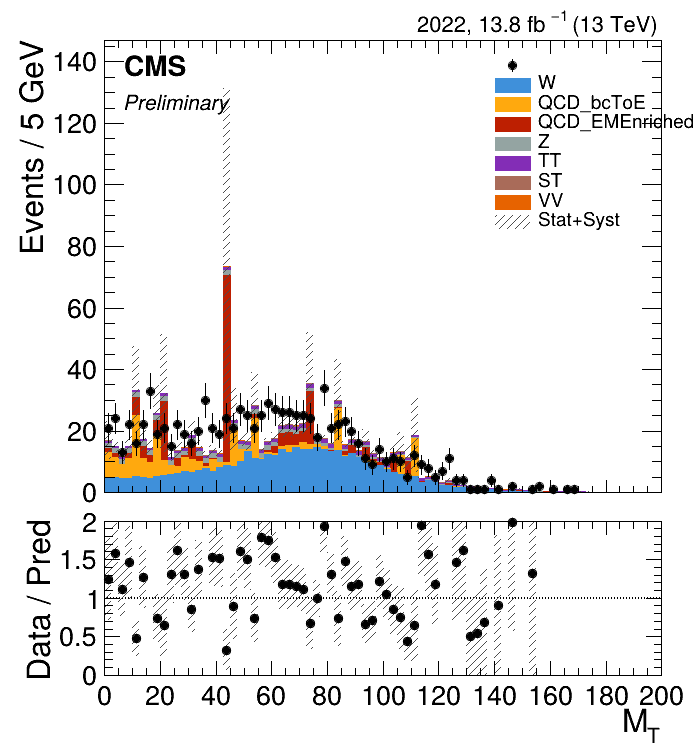 2022, 13.8 fb⁻¹ (13 TeV)
Events / 5 GeV
140
120
100
80
60
40
20
0
CMS
Preliminary
W
QCD_bcToE
QCD_EMEnriched
Z
TT
ST
VV
Stat+Syst
Data / Pred
2
1.5
1
0.5
0
0 20 40 60 80 100 120 140 160 180 200
M_T